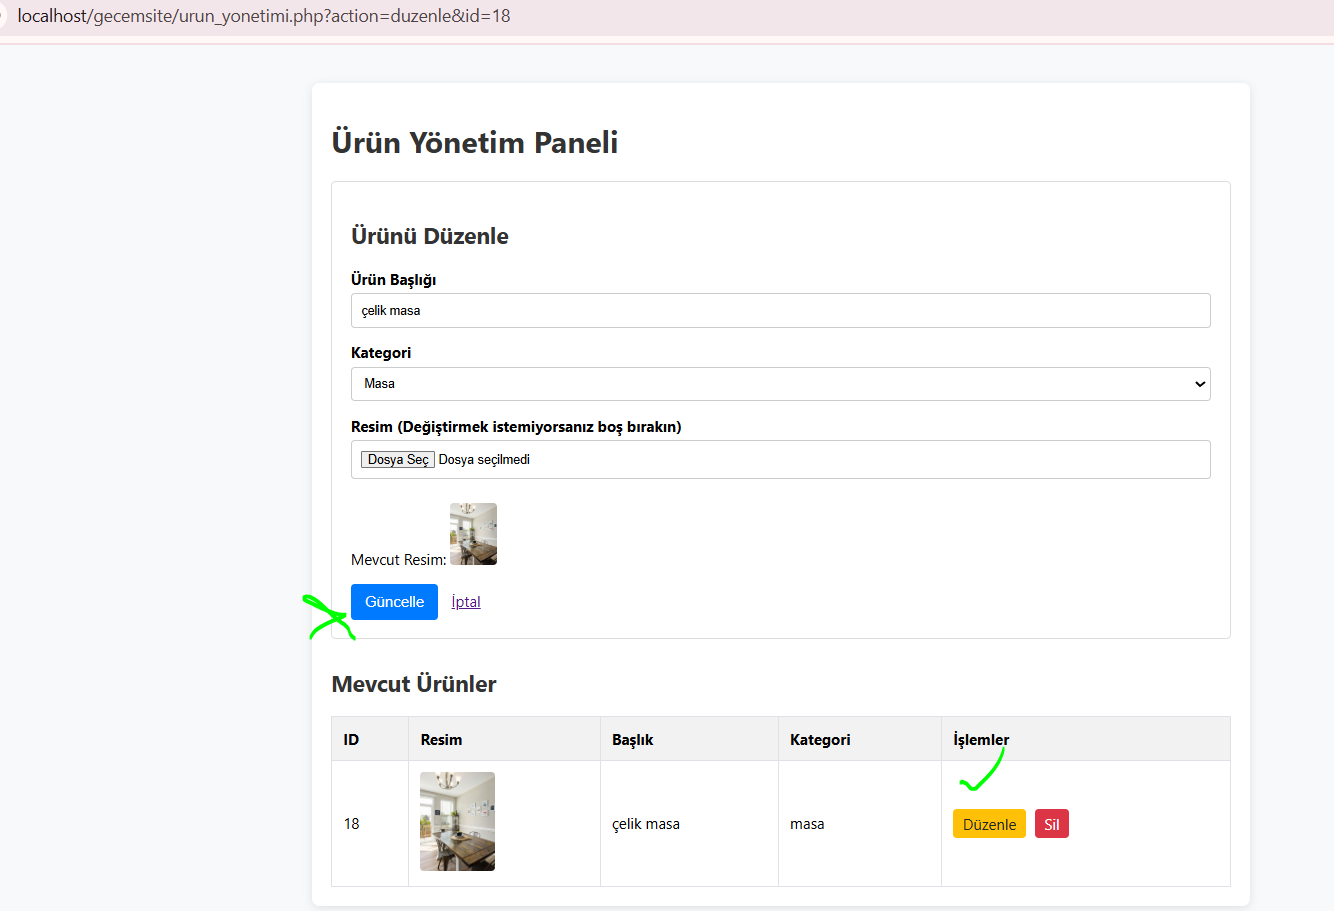 localhost/gecemsite/urun_yonetimi.php?action=duzenle&id=18
Ürün Yönetim Paneli
Ürünü Düzenle
Ürün Başlığı
çelik masa
Kategori
Masa
Resim (Değiştirmek istemiyorsanız boş bırakın)
Dosya Seç Dosya seçilmedi
Mevcut Resim:
Güncelle İptal
Mevcut Ürünler
ID Resim Başlık Kategori İşlemler
18 çelik masa masa Düzenle Sil